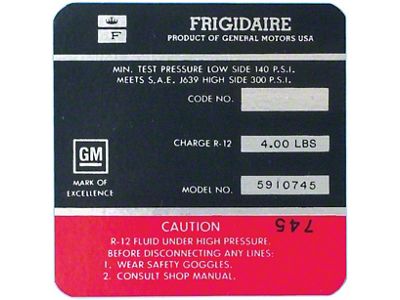 F
FRIGIDAIRE
PRODUCT OF GENERAL MOTORS USA
MIN. TEST PRESSURE LOW SIDE 140 P.S.I.
MEETS S.A.E. J639 HIGH SIDE 300 P.S.I.
CODE NO.
CHARGE R-12 4.00 LBS
GM
MARK OF
EXCELLENCE
MODEL NO. 5910745
745
CAUTION
R-12 FLUID UNDER HIGH PRESSURE.
BEFORE DISCONNECTING ANY LINES:
1. WEAR SAFETY GOGGLES.
2. CONSULT SHOP MANUAL.